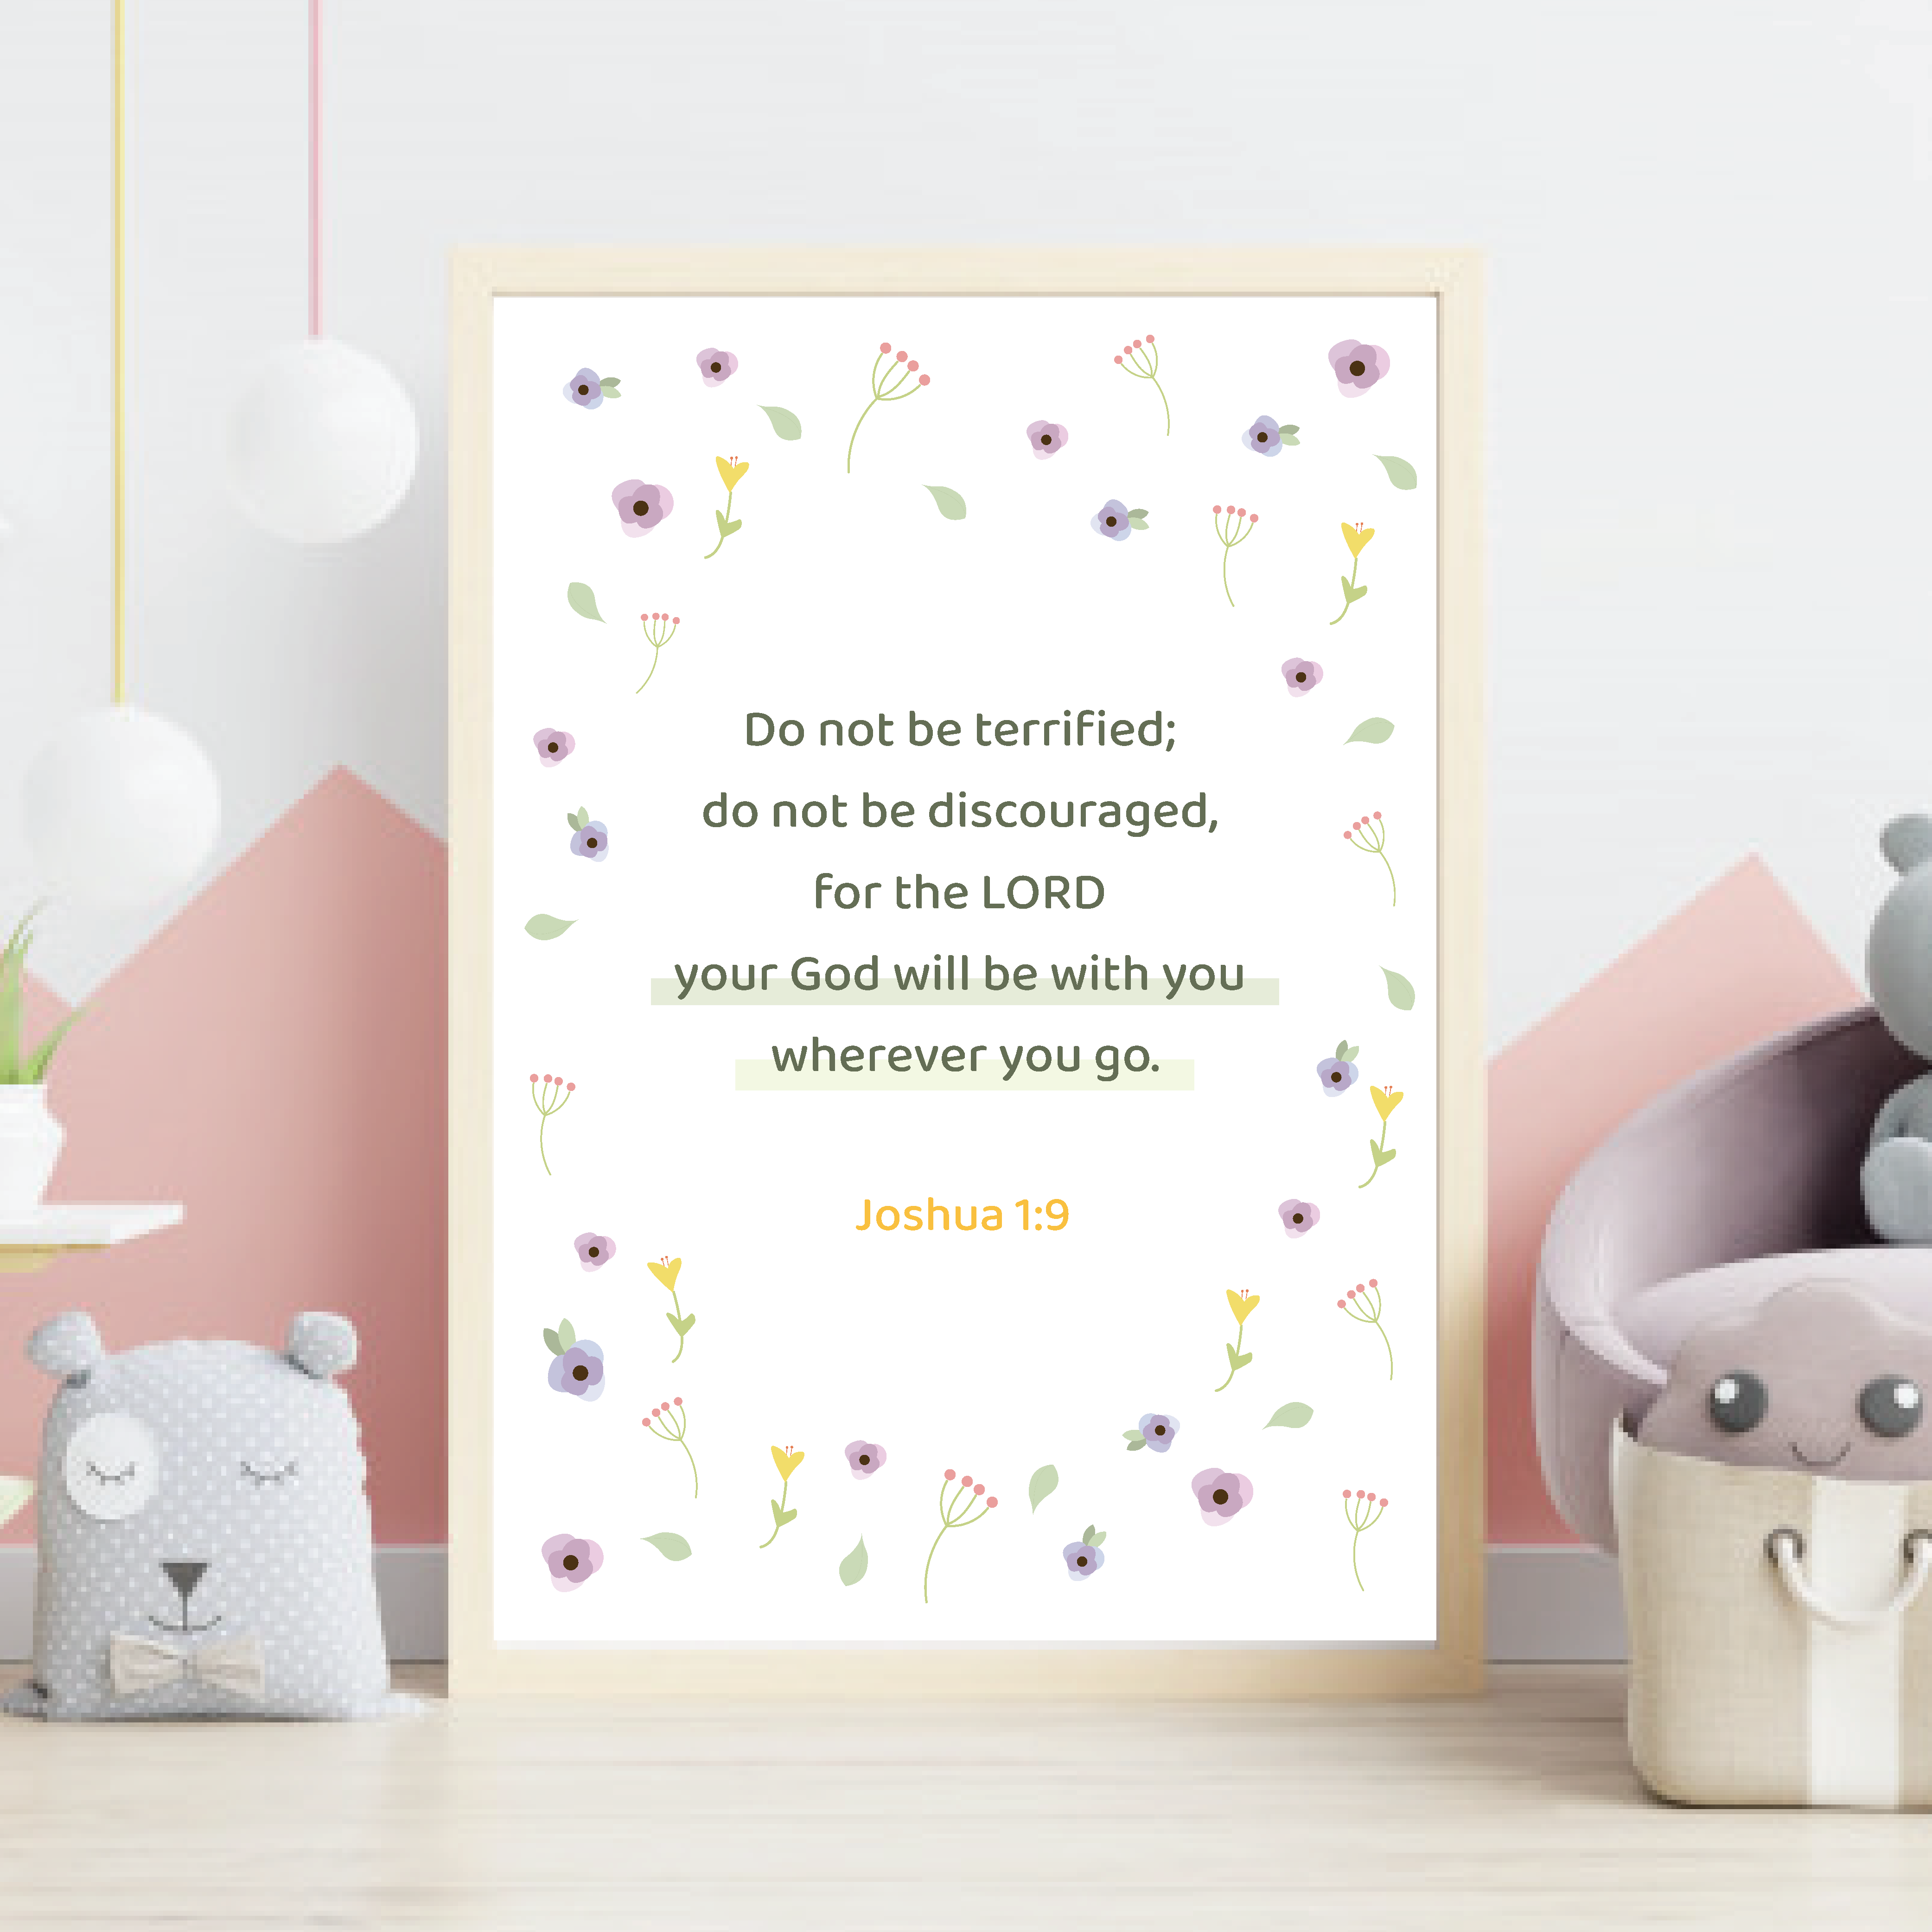 Do not be terrified;
do not be discouraged,
for the LORD
your God will be with you
wherever you go.
Joshua 1:9